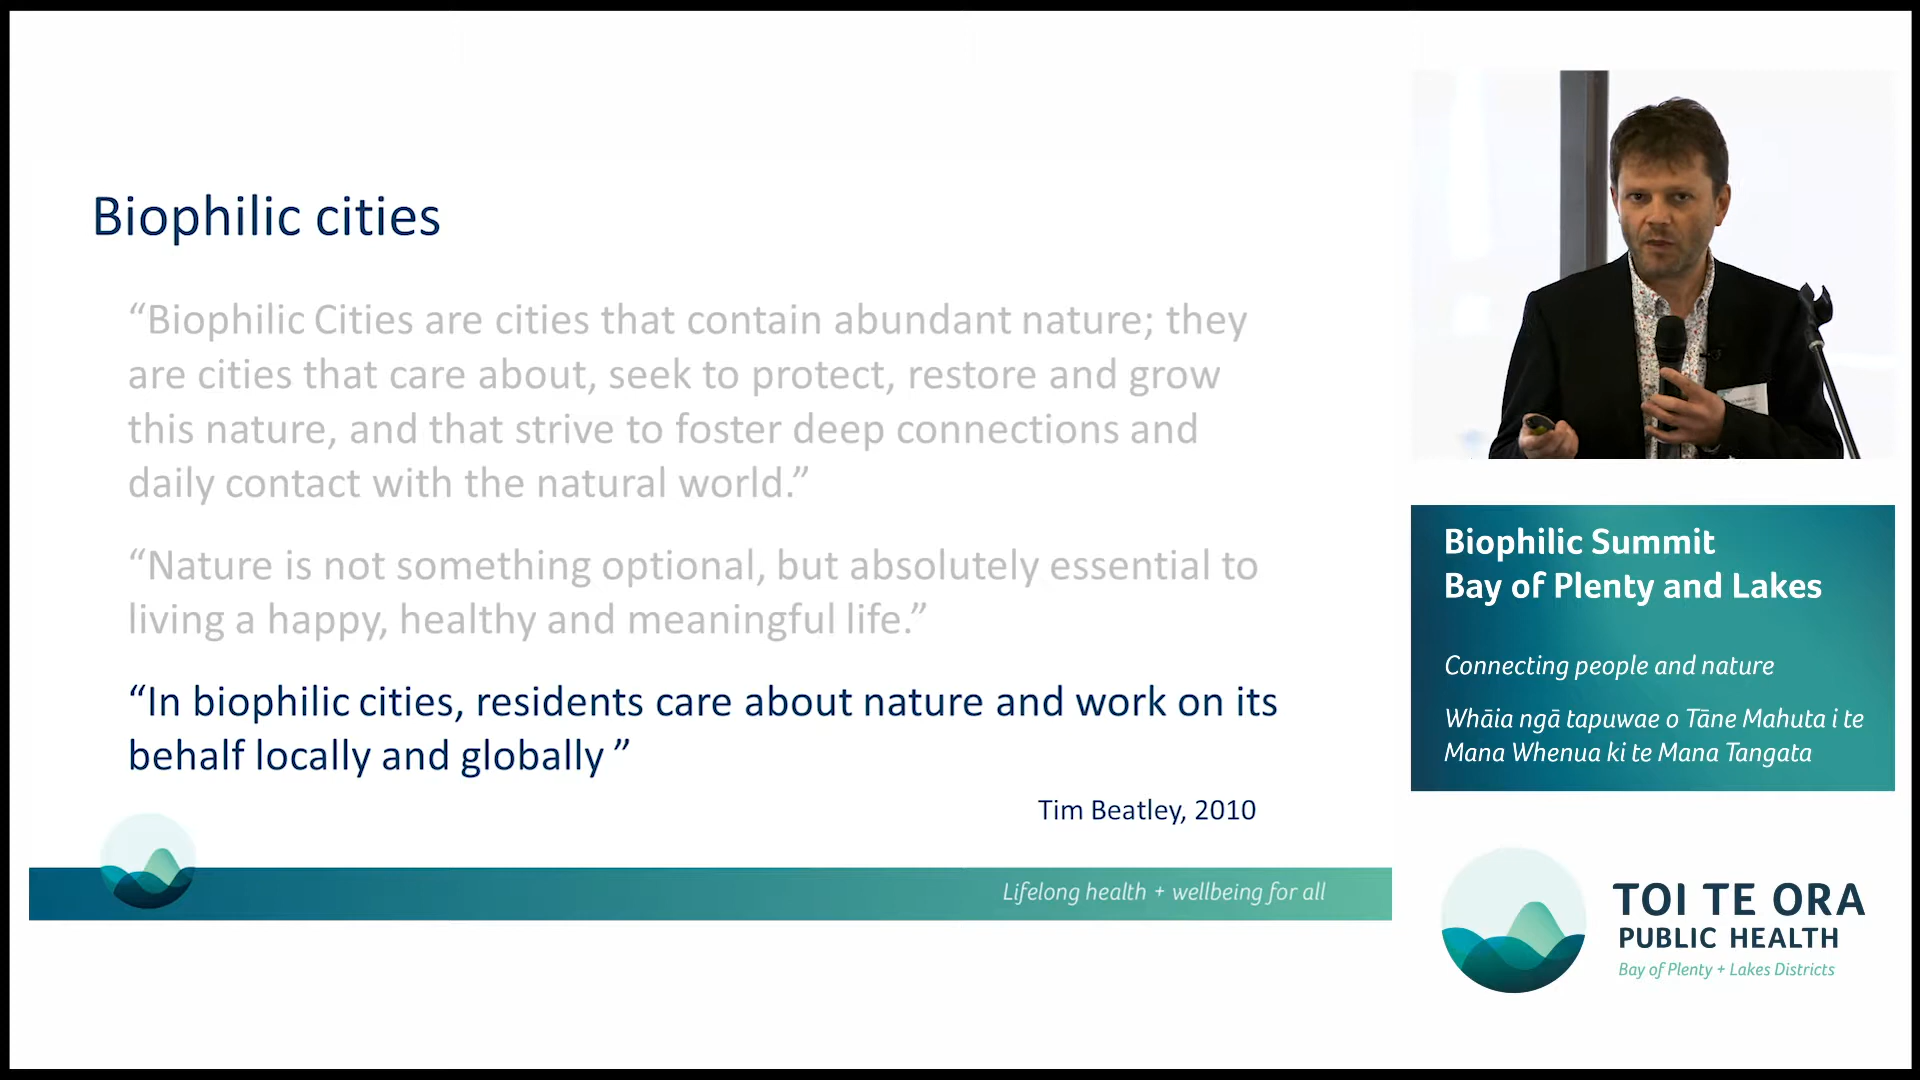 Biophilic cities
“Biophilic Cities are cities that contain abundant nature; they
are cities that care about, seek to protect, restore and grow
this nature, and that strive to foster deep connections and
daily contact with the natural world.”
“Nature is not something optional, but absolutely essential to
living a happy, healthy and meaningful life.”
“In biophilic cities, residents care about nature and work on its
behalf locally and globally ”
Tim Beatley, 2010
Lifelong health + wellbeing for all
Biophilic Summit
Bay of Plenty and Lakes
Connecting people and nature
Whāia ngā tapuwae o Tāne Mahuta i te
Mana Whenua ki te Mana Tangata
TOI TE ORA
PUBLIC HEALTH
Bay of Plenty + Lakes Districts